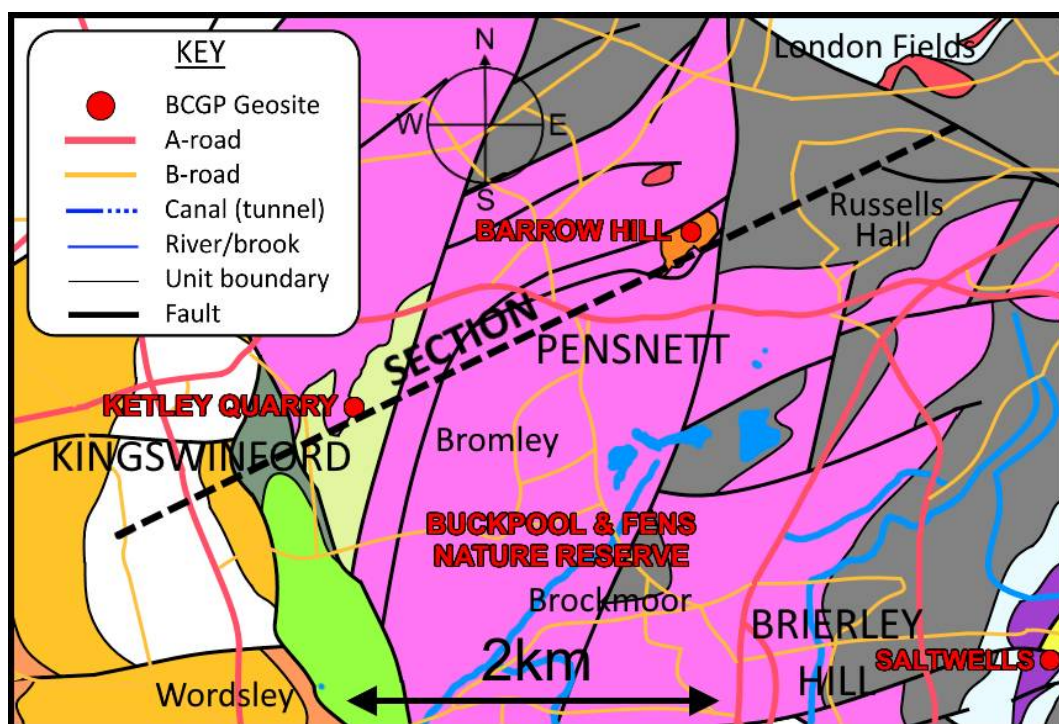 KEY
BCGP Geosite
A-road
B-road
Canal (tunnel)
River/brook
Unit boundary
Fault
N
W
E
S
London Fields
Russells
Hall
BARROW HILL
SECTION
PENSNETT
KETLEY QUARRY
KINGSWINFORD
Bromley
BUCKPOOL & FENS
NATURE RESERVE
Brockmoor
BRIERLEY
HILL
SALTWELLS
Wordsley
2km